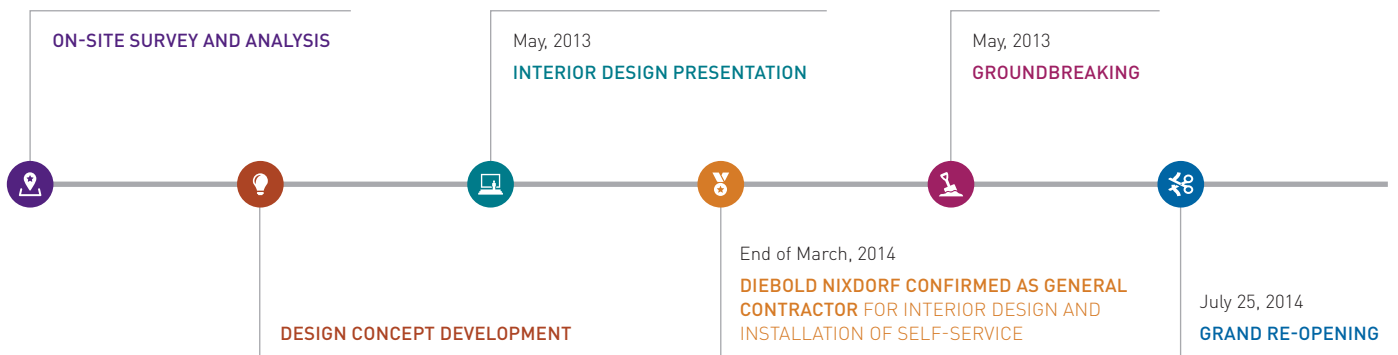 ON-SITE SURVEY AND ANALYSIS
DESIGN CONCEPT DEVELOPMENT
May, 2013
INTERIOR DESIGN PRESENTATION
End of March, 2014
DIEBOLD NIXDORF CONFIRMED AS GENERAL
CONTRACTOR FOR INTERIOR DESIGN AND
INSTALLATION OF SELF-SERVICE
May, 2013
GROUNDBREAKING
July 25, 2014
GRAND RE-OPENING